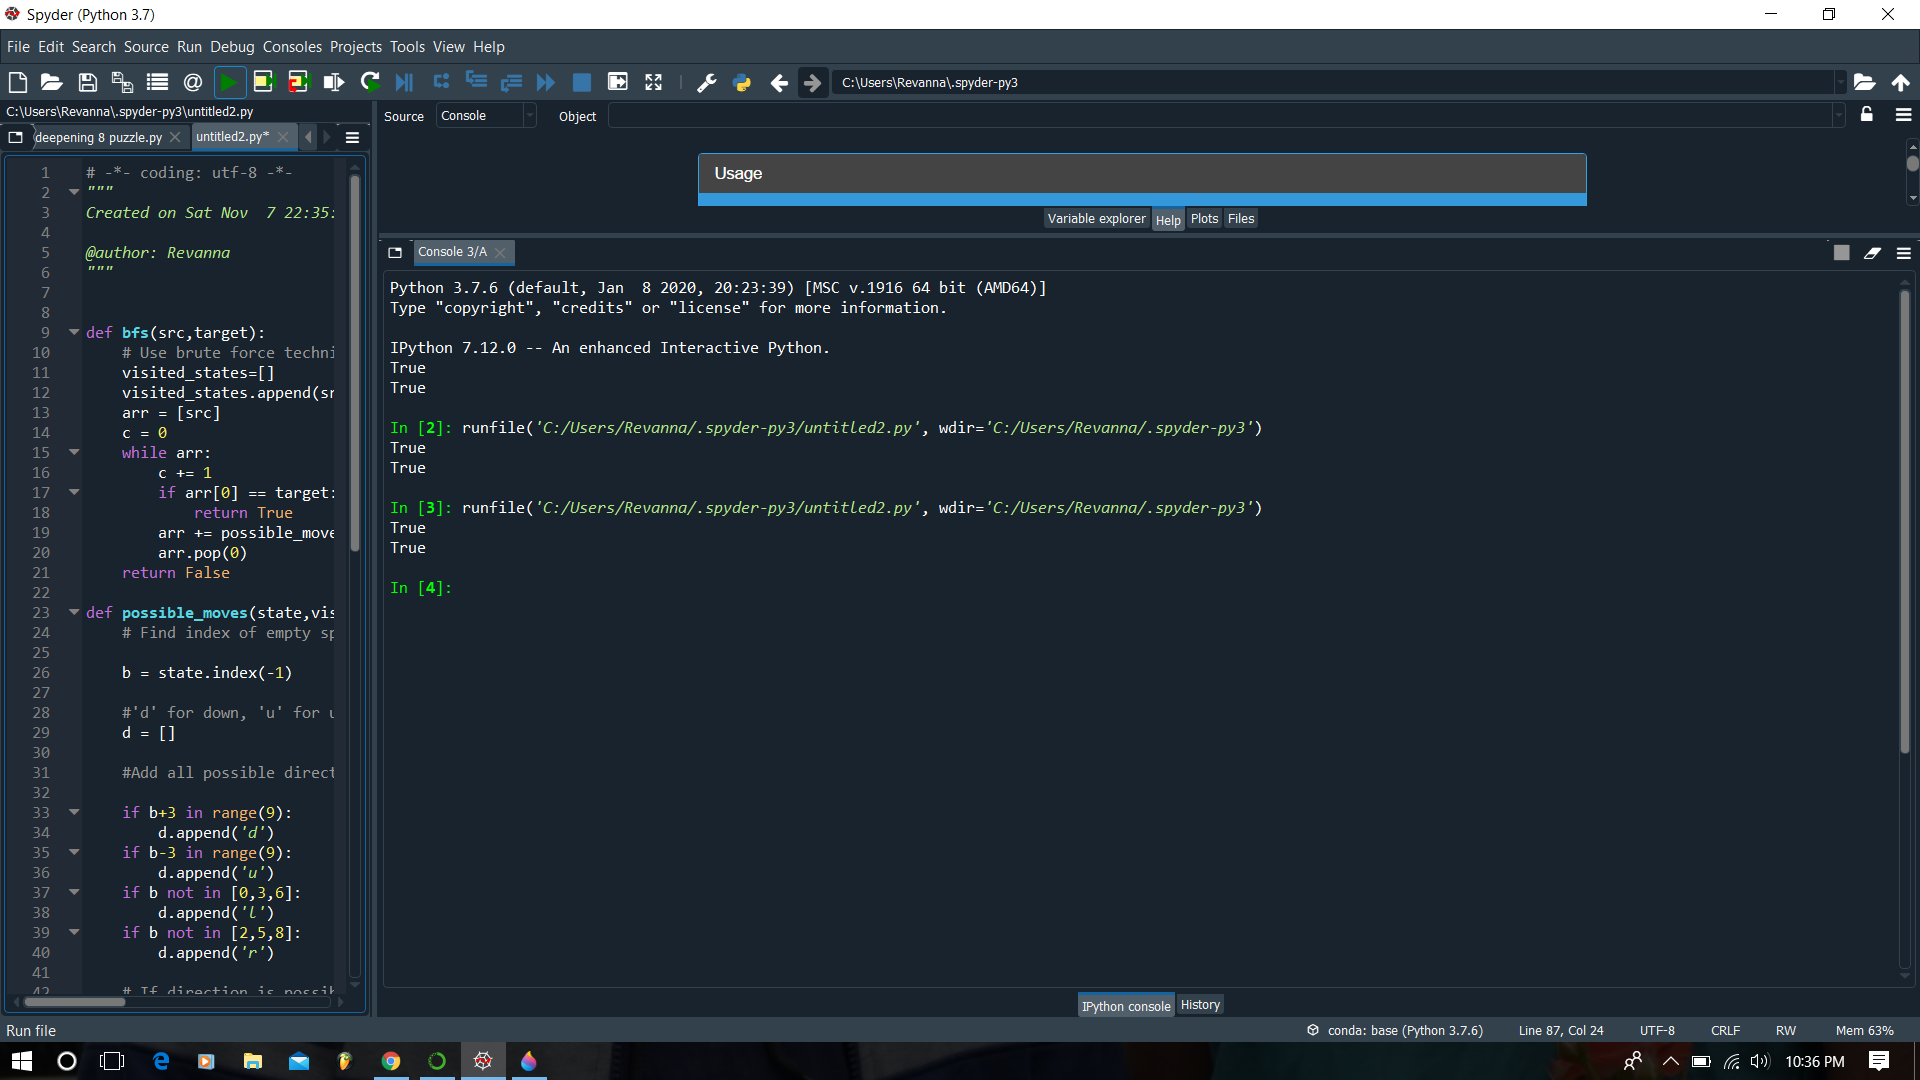 Spyder (Python 3.7)
File Edit Search Source Run Debug Consoles Projects Tools View Help
C:\Users\Revanna\.spyder-py3
C:\Users\Revanna\.spyder-py3\untitled2.py
deepening 8 puzzle.py
untitled2.py*
1 # -*- coding: utf-8 -*-
2 """
3 Created on Sat Nov  7 22:35:
4
5 @author: Revanna
6 """
7
8
9 def bfs(src,target):
10     # Use brute force techni
11     visited_states=[]
12     visited_states.append(sr
13     arr = [src]
14     c = 0
15     while arr:
16         c += 1
17         if arr[0] == target:
18             return True
19         arr += possible_move
20         arr.pop(0)
21     return False
22
23 def possible_moves(state,vis
24     # Find index of empty sp
25
26     b = state.index(-1)
27
28     #'d' for down, 'u' for u
29     d = []
30
31     #Add all possible direct
32
33     if b+3 in range(9):
34         d.append('d')
35     if b-3 in range(9):
36         d.append('u')
37     if b not in [0,3,6]:
38         d.append('l')
39     if b not in [2,5,8]:
40         d.append('r')
41
42     # If direction is possib
Source Console Object
Usage
Variable explorer Help Plots Files
Console 3/A
Python 3.7.6 (default, Jan  8 2020, 20:23:39) [MSC v.1916 64 bit (AMD64)]
Type "copyright", "credits" or "license" for more information.
IPython 7.12.0 -- An enhanced Interactive Python.
True
True
In [2]: runfile('C:/Users/Revanna/.spyder-py3/untitled2.py', wdir='C:/Users/Revanna/.spyder-py3')
True
True
In [3]: runfile('C:/Users/Revanna/.spyder-py3/untitled2.py', wdir='C:/Users/Revanna/.spyder-py3')
True
True
In [4]:
IPython console History
Run file
conda: base (Python 3.7.6) Line 87, Col 24 UTF-8 CRLF RW Mem 63%
10:36 PM